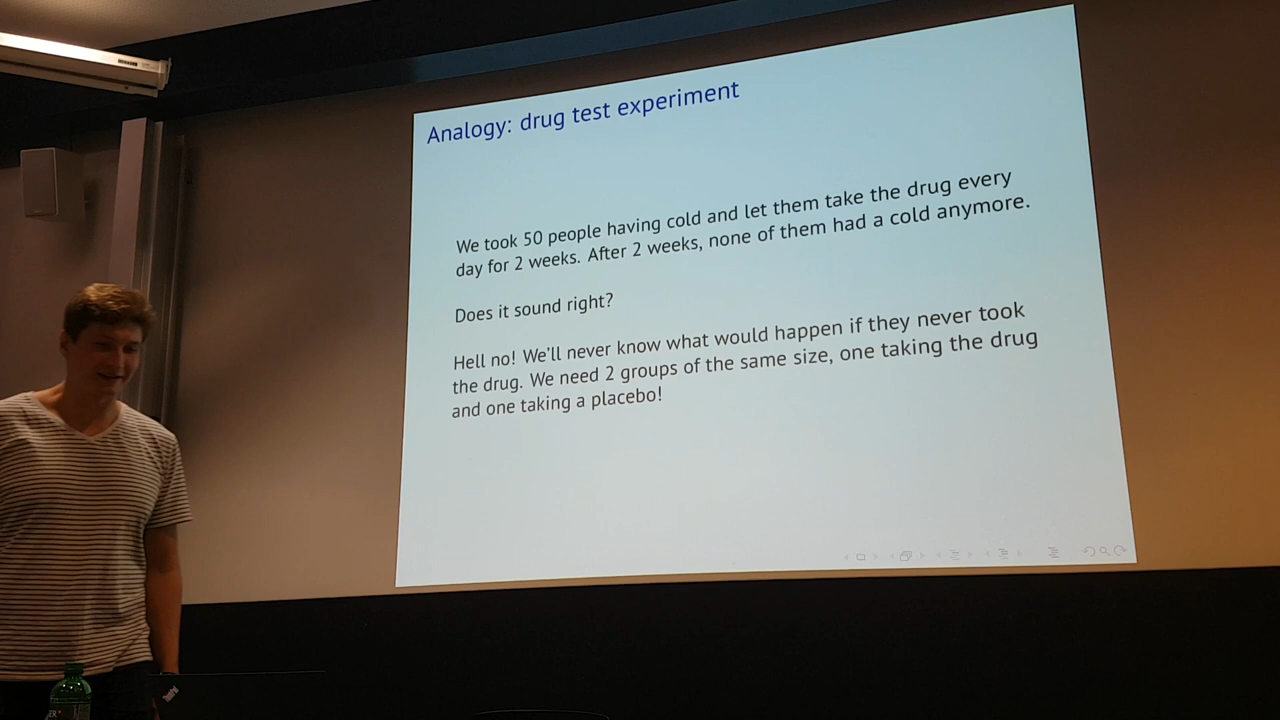 Analogy: drug test experiment
We took 50 people having cold and let them take the drug every
day for 2 weeks. After 2 weeks, none of them had a cold anymore.
Does it sound right?
Hell no! We'll never know what would happen if they never took
the drug. We need 2 groups of the same size, one taking the drug
and one taking a placebo!
ThinkPad